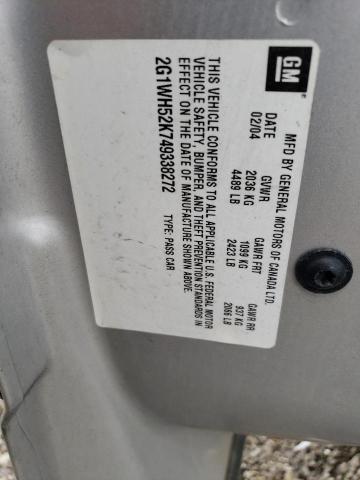 GM
MFD BY GENERAL MOTORS OF CANADA LTD.
DATE GVWR GAWR FRT GAWR RR
02/04 2036 KG 1099 KG 937 KG
4489 LB 2423 LB 2066 LB
THIS VEHICLE CONFORMS TO ALL APPLICABLE U.S. FEDERAL MOTOR
VEHICLE SAFETY, BUMPER, AND THEFT PREVENTION STANDARDS IN
EFFECT ON THE DATE OF MANUFACTURE SHOWN ABOVE.
2G1WH52K749338272 TYPE: PASS CAR